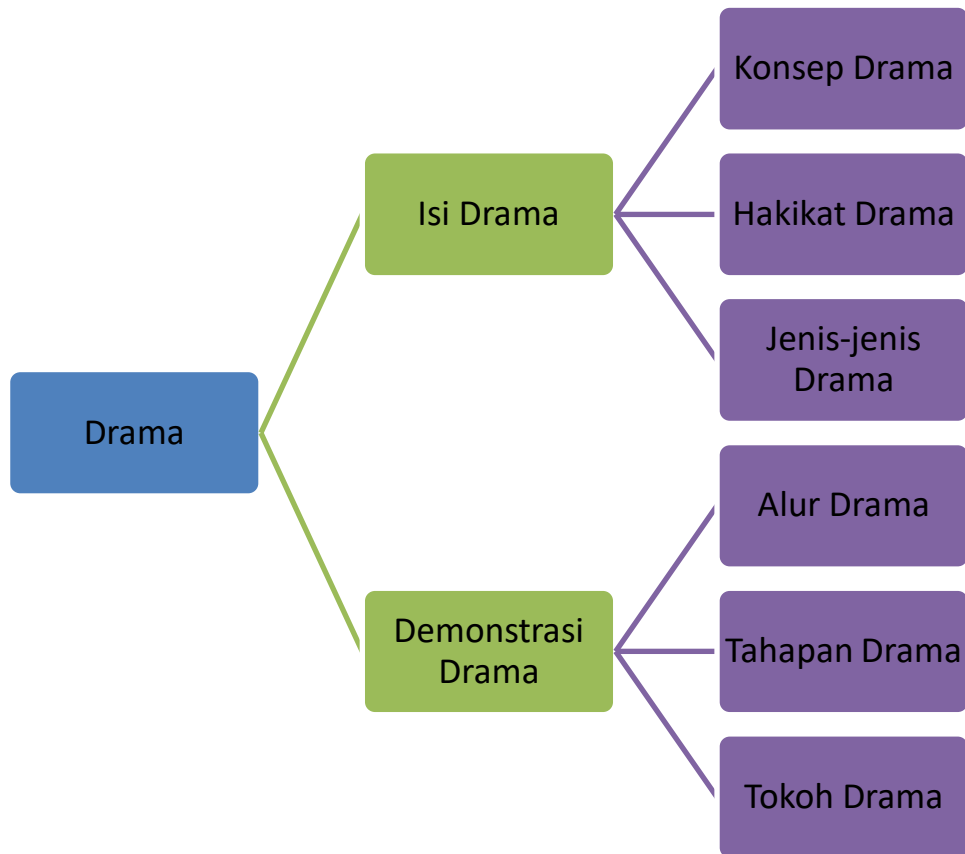 Drama
Isi Drama
Konsep Drama
Hakikat Drama
Jenis-jenis
Drama
Demonstrasi
Drama
Alur Drama
Tahapan Drama
Tokoh Drama